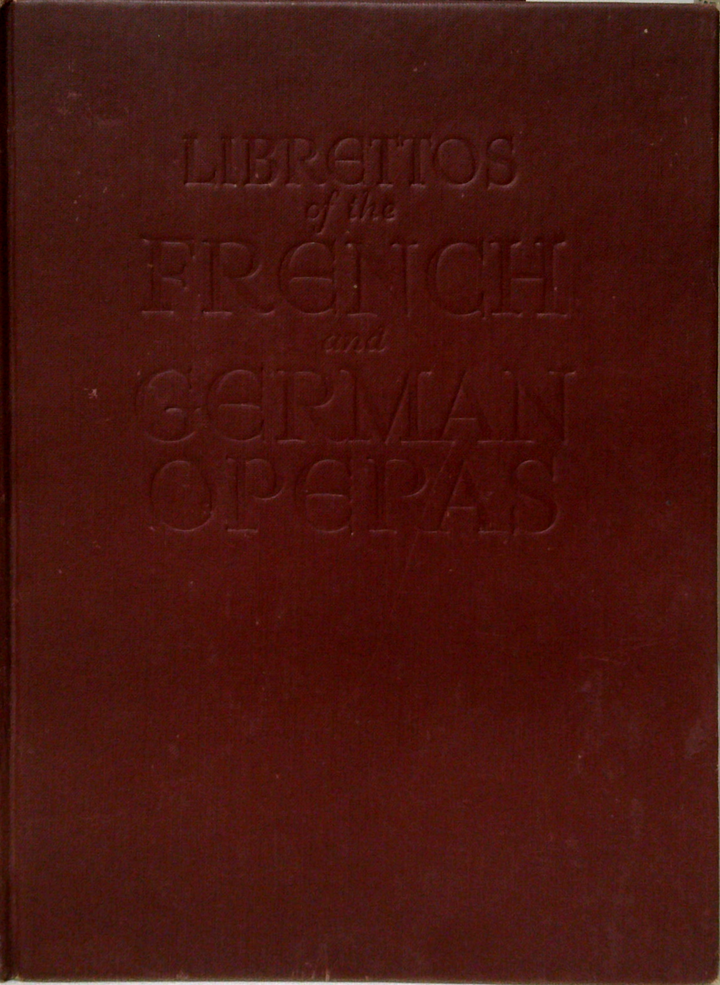 LIBRETTOS
of the
FRENCH
and
GERMAN
OPERAS